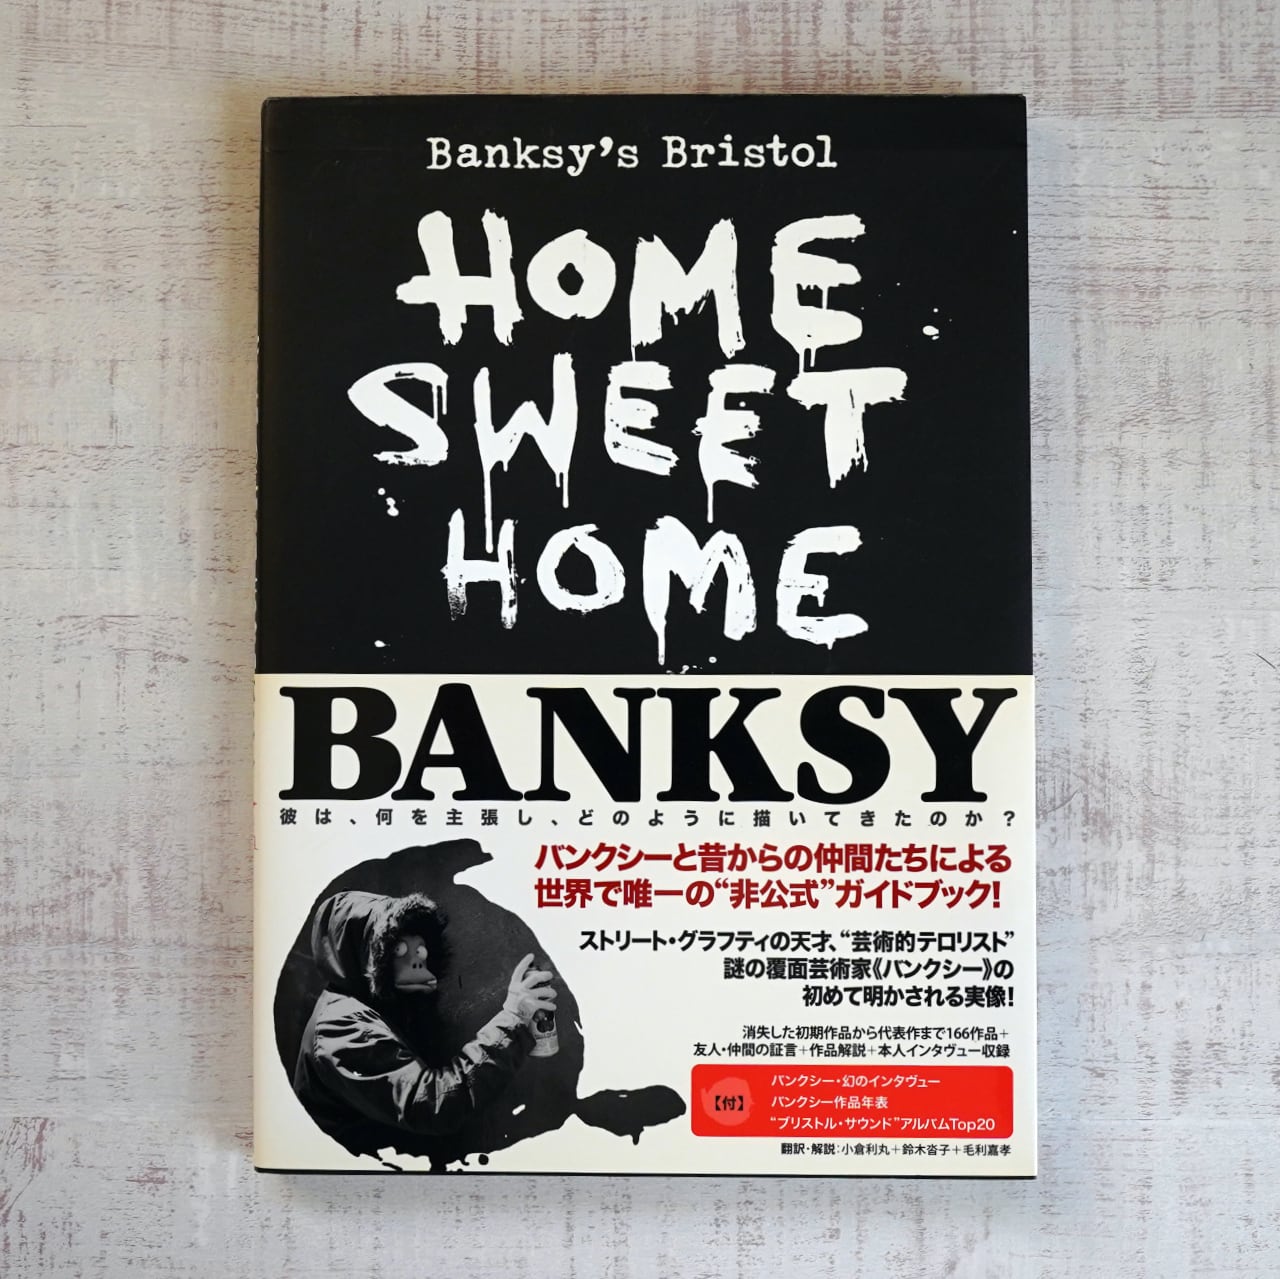 Banksy's Bristol
HOME
SWEET
HOME
BANKSY
彼は、何を主張し、どのように描いてきたのか？
バンクシーと昔からの仲間たちによる
世界で唯一の“非公式”ガイドブック！
ストリート・グラフティの天才、“芸術的テロリスト”
謎の覆面芸術家《バンクシー》の
初めて明かされる実像！
消失した初期作品から代表作まで166作品＋
友人・仲間の証言＋作品解説＋本人インタヴュー収録
【付】
バンクシー・幻のインタヴュー
バンクシー作品年表
“ブリストル・サウンド”アルバムTop20
翻訳・解説：小倉利丸＋鈴木沓子＋毛利嘉孝